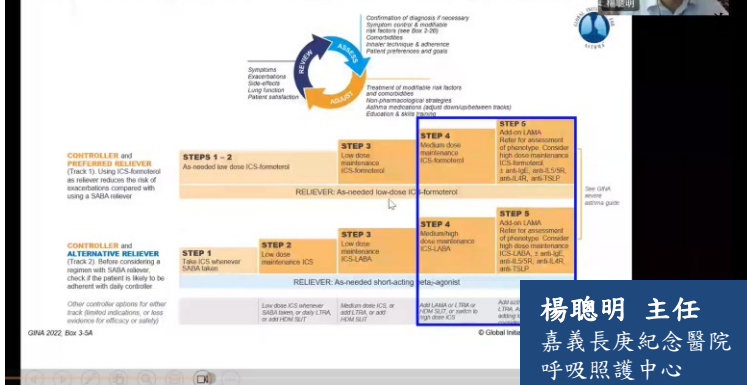 楊聰明
Confirmation of diagnosis if necessary
Symptom control & modifiable
risk factors (see Box 2-2B)
Comorbidities
Inhaler technique & adherence
Patient preferences and goals
ASSESS
REVIEW
ADJUST
Symptoms
Exacerbations
Side-effects
Lung function
Patient satisfaction
Treatment of modifiable risk factors
and comorbidities
Non-pharmacological strategies
Asthma medications (adjust down/up/between tracks)
Education & skills training
CONTROLLER and
PREFERRED RELIEVER
(Track 1). Using ICS-formoterol
as reliever reduces the risk of
exacerbations compared with
using a SABA reliever
STEPS 1 – 2
As-needed low dose ICS-formoterol
STEP 3
Low dose
maintenance
ICS-formoterol
STEP 4
Medium dose
maintenance
ICS-formoterol
STEP 5
Add-on LAMA
Refer for assessment
of phenotype. Consider
high dose maintenance
ICS-formoterol,
± anti-IgE, anti-IL5/5R,
anti-IL4R, anti-TSLP
RELIEVER: As-needed low-dose ICS-formoterol
See GINA
severe
asthma guide
CONTROLLER and
ALTERNATIVE RELIEVER
(Track 2). Before considering a
regimen with SABA reliever,
check if the patient is likely to be
adherent with daily controller
STEP 1
Take ICS whenever
SABA taken
STEP 2
Low dose
maintenance ICS
STEP 3
Low dose
maintenance
ICS-LABA
STEP 4
Medium/high
dose maintenance
ICS-LABA
STEP 5
Add-on LAMA
Refer for assessment
of phenotype. Consider
high dose maintenance
ICS-LABA, ± anti-IgE,
anti-IL5/5R, anti-IL4R,
anti-TSLP
RELIEVER: As-needed short-acting beta₂-agonist
Other controller options for either
track (limited indications, or less
evidence for efficacy or safety)
Low dose ICS whenever
SABA taken, or daily LTRA,
or add HDM SLIT
Medium dose ICS, or
add LTRA, or add
HDM SLIT
Add LAMA or LTRA or
HDM SLIT, or switch to
high dose ICS
GINA 2022, Box 3-5A
© Global Initia
楊聰明 主任
嘉義長庚紀念醫院
呼吸照護中心